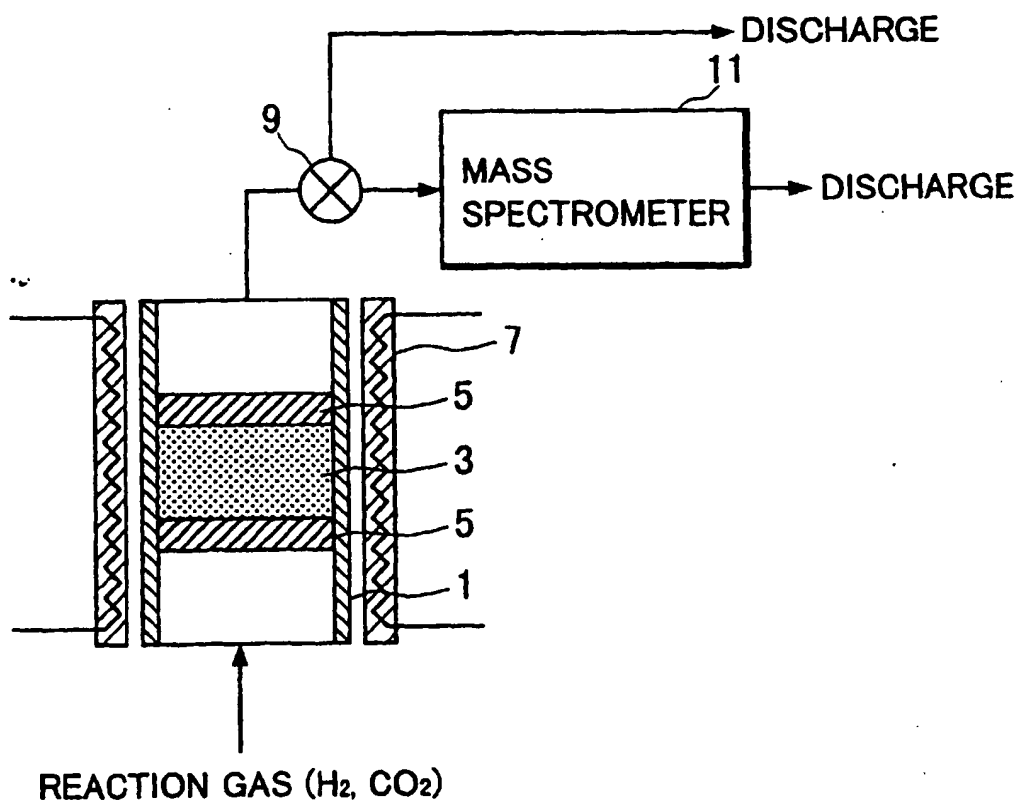 DISCHARGE
11
9
MASS
SPECTROMETER
DISCHARGE
7
5
3
5
1
REACTION GAS (H₂, CO₂)